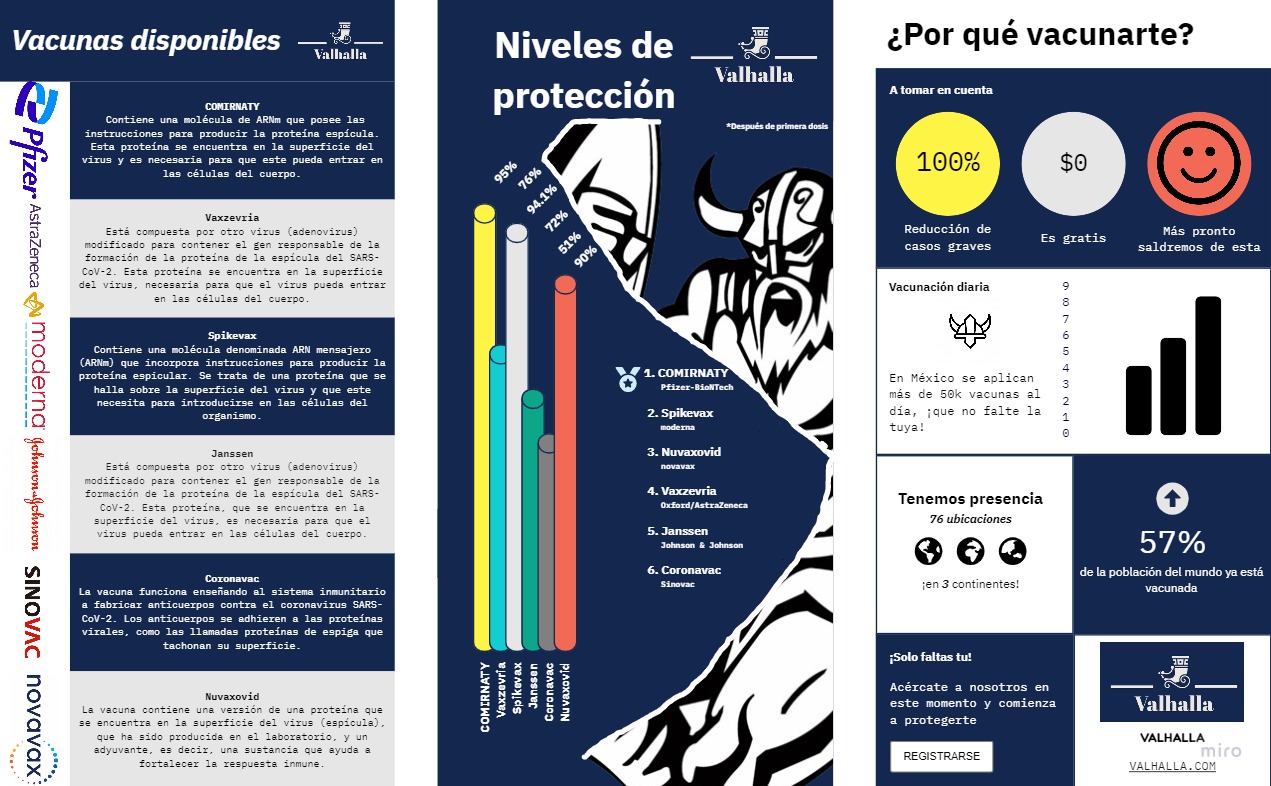 Vacunas disponibles
Valhalla
Pfizer
AstraZeneca
moderna
Johnson & Johnson
SINOVAC
novavax
COMIRNATY
Contiene una molécula de ARNm que posee las
instrucciones para producir la proteína espícula.
Esta proteína se encuentra en la superficie del
virus y es necesaria para que este pueda entrar en
las células del cuerpo.
Vaxzevria
Está compuesta por otro virus (adenovirus)
modificado para contener el gen responsable de la
formación de la proteína de la espícula del SARS-
CoV-2. Esta proteína se encuentra en la superficie
del virus, necesaria para que el virus pueda entrar
en las células del cuerpo.
Spikevax
Contiene una molécula denominada ARN mensajero
(ARNm) que incorpora instrucciones para producir la
proteína espicular. Se trata de una proteína que se
halla sobre la superficie del virus y que este
necesita para introducirse en las células del
organismo.
Janssen
Está compuesta por otro virus (adenovirus)
modificado para contener el gen responsable de la
formación de la proteína de la espícula del SARS-
CoV-2. Esta proteína, que se encuentra en la
superficie del virus, es necesaria para que el
virus pueda entrar en las células del cuerpo.
Coronavac
La vacuna funciona enseñando al sistema inmunitario
a fabricar anticuerpos contra el coronavirus SARS-
CoV-2. Los anticuerpos se adhieren a las proteínas
virales, como las llamadas proteínas de espiga que
tachonan su superficie.
Nuvaxovid
La vacuna contiene una versión de una proteína que
se encuentra en la superficie del virus (espícula),
que ha sido producida en el laboratorio, y un
adyuvante, es decir, una sustancia que ayuda a
fortalecer la respuesta inmune.
Niveles de
protección
Valhalla
*Después de primera dosis
95%
76%
94.1%
72%
51%
90%
1. COMIRNATY
Pfizer-BioNTech
2. Spikevax
moderna
3. Nuvaxovid
novavax
4. Vaxzevria
Oxford/AstraZeneca
5. Janssen
Johnson & Johnson
6. Coronavac
Sinovac
COMIRNATY
Vaxzevria
Spikevax
Janssen
Coronavac
Nuvaxovid
¿Por qué vacunarte?
A tomar en cuenta
100%
$0
Reducción de
casos graves
Es gratis
Más pronto
saldremos de esta
Vacunación diaria
En México se aplican
más de 50k vacunas al
día, ¡que no falte la
tuya!
9
8
7
6
5
4
3
2
1
0
Tenemos presencia
76 ubicaciones
¡en 3 continentes!
57%
de la población del mundo ya está
vacunada
¡Solo faltas tu!
Acércate a nosotros en
este momento y comienza
a protegerte
REGISTRARSE
Valhalla
VALHALLA
miro
VALHALLA.COM